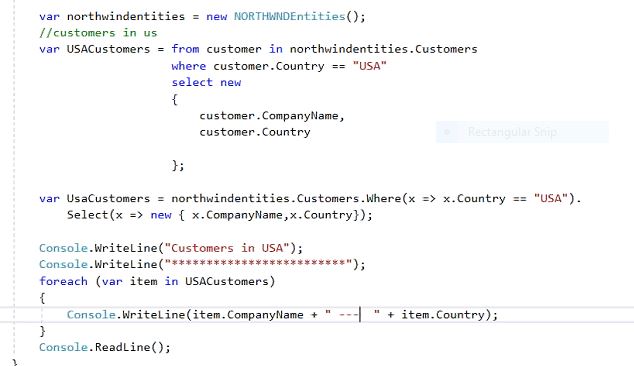 var northwindentities = new NORTHWNDEntities();
//customers in us
var USACustomers = from customer in northwindentities.Customers
where customer.Country == "USA"
select new
{
customer.CompanyName,
customer.Country
Rectangular Snip
};
var UsaCustomers = northwindentities.Customers.Where(x => x.Country == "USA").
Select(x => new { x.CompanyName,x.Country});
Console.WriteLine("Customers in USA");
Console.WriteLine("*************************");
foreach (var item in USACustomers)
{
Console.WriteLine(item.CompanyName + " ---  " + item.Country);
}
Console.ReadLine();
}